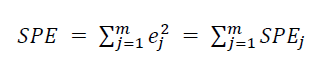 SPE = ∑_{j=1}^{m} e_j^2 = ∑_{j=1}^{m} SPE_j